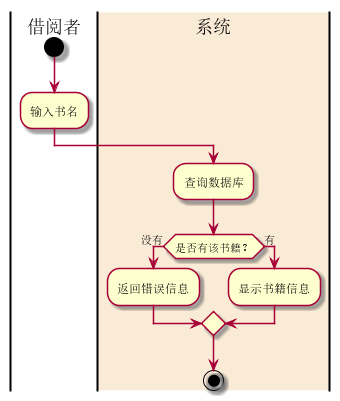 借阅者
系统
输入书名
查询数据库
没有
是否有该书籍？
有
返回错误信息
显示书籍信息